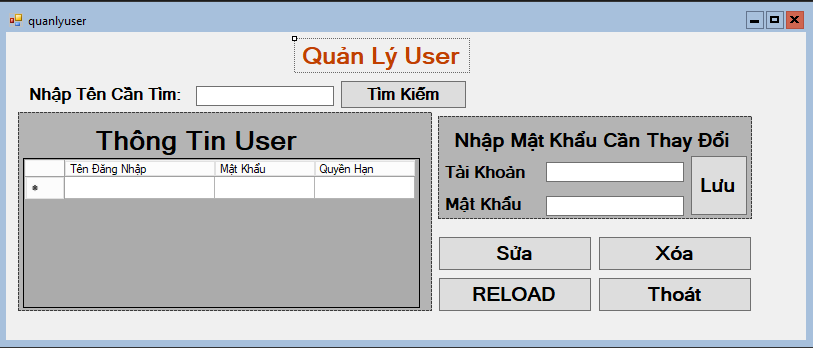 quanlyuser
Quản Lý User
Nhập Tên Cần Tìm:
Tìm Kiếm
Thông Tin User
Tên Đăng Nhập
Mật Khẩu
Quyền Hạn
*
Nhập Mật Khẩu Cần Thay Đổi
Tài Khoản
Mật Khẩu
Lưu
Sửa
Xóa
RELOAD
Thoát